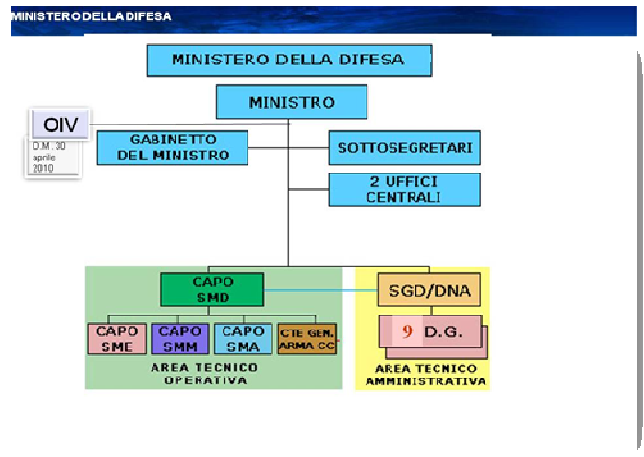 MINISTERO DELLA DIFESA
MINISTERO DELLA DIFESA
MINISTRO
OIV
D.M. 30
aprile
2010
GABINETTO
DEL MINISTRO
SOTTOSEGRETARI
2 UFFICI
CENTRALI
CAPO
SMD
SGD/DNA
CAPO
SME
CAPO
SMM
CAPO
SMA
CTE GEN.
ARMA CC
9 D.G.
AREA TECNICO
OPERATIVA
AREA TECNICO
AMMINISTRATIVA